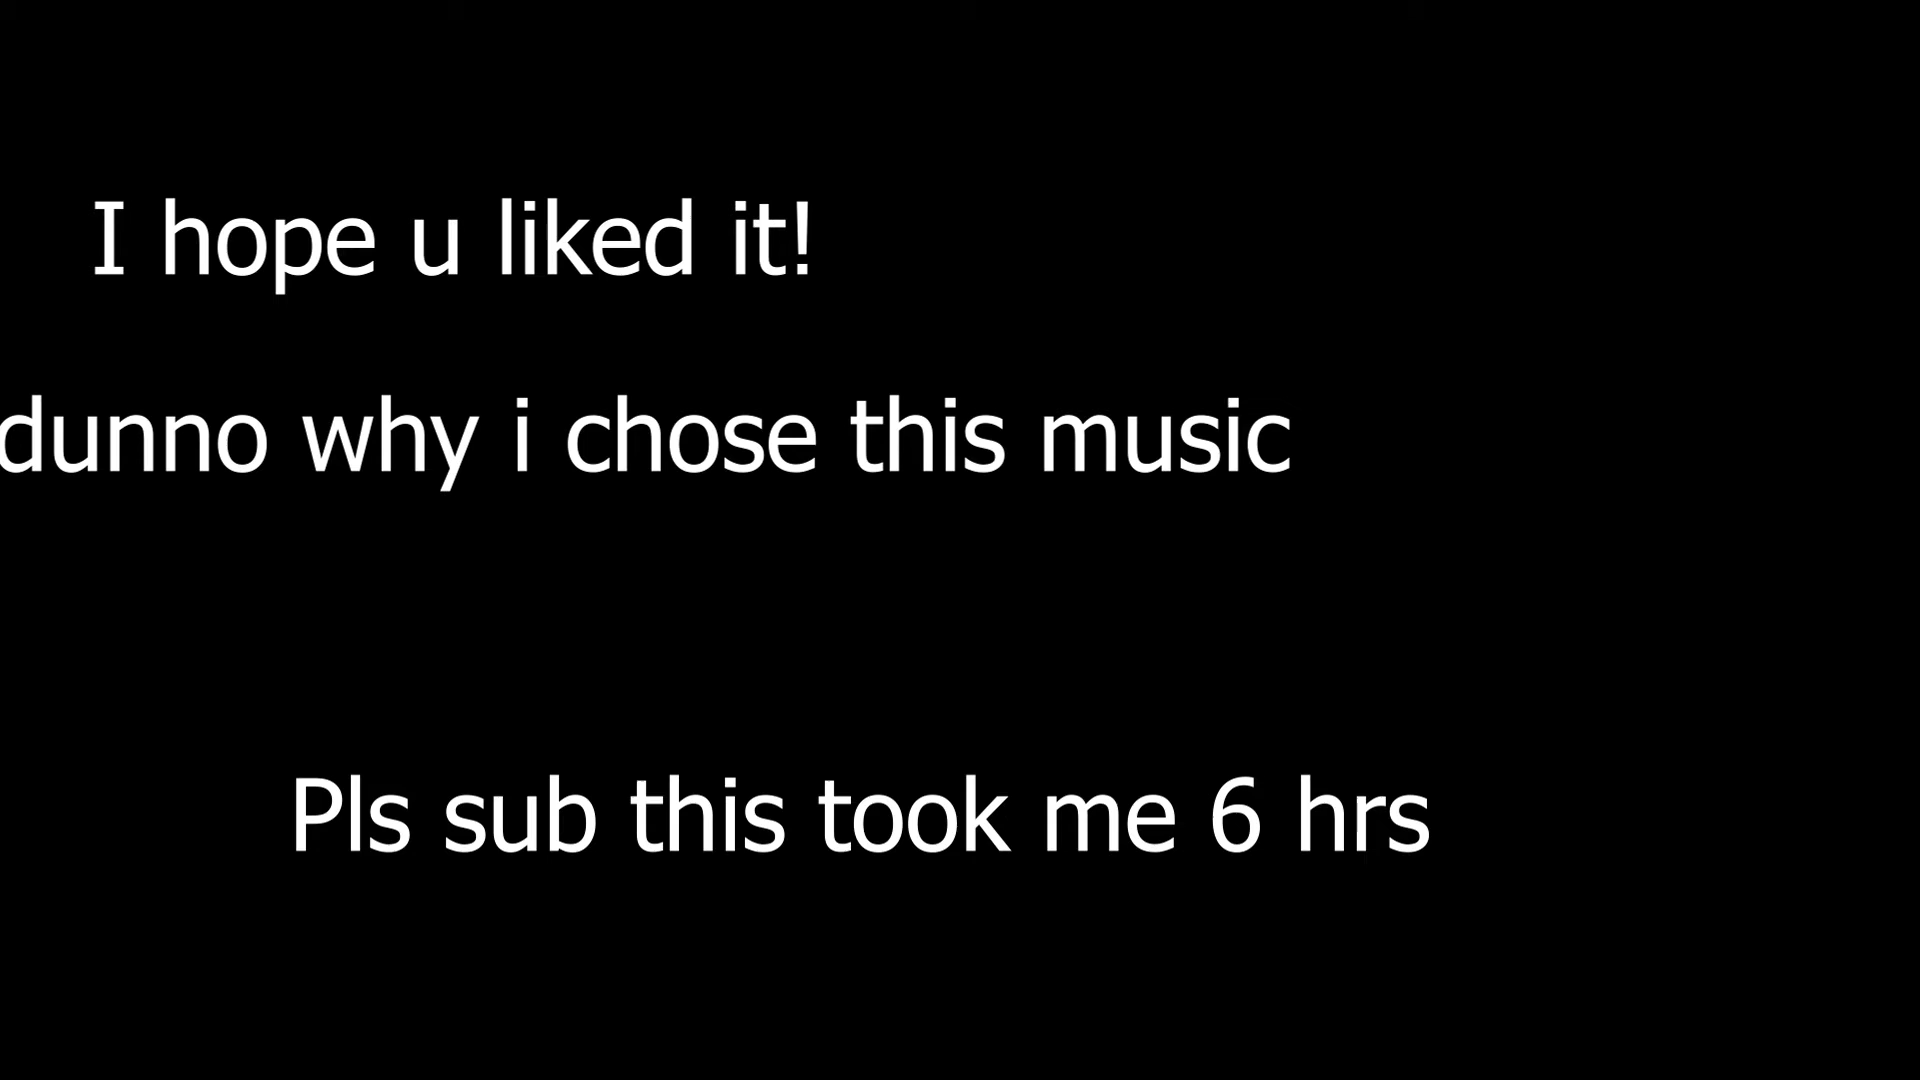 I hope u liked it!
dunno why i chose this music
Pls sub this took me 6 hrs